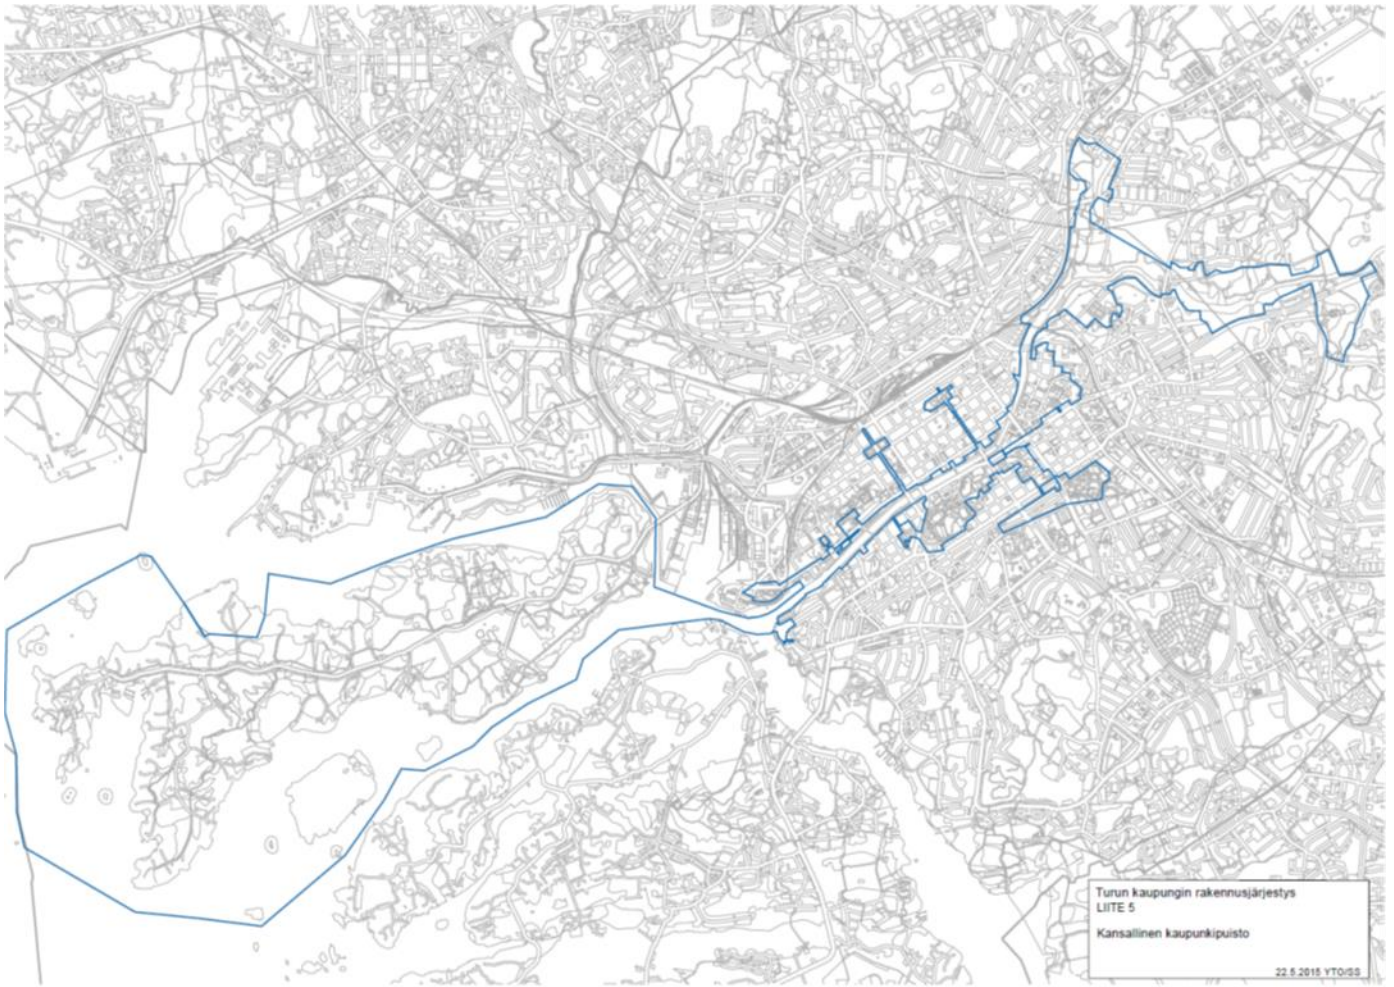 Turun kaupungin rakennusjärjestys
LIITE 5
Kansallinen kaupunkipuisto
22.5.2015 YTO/SS